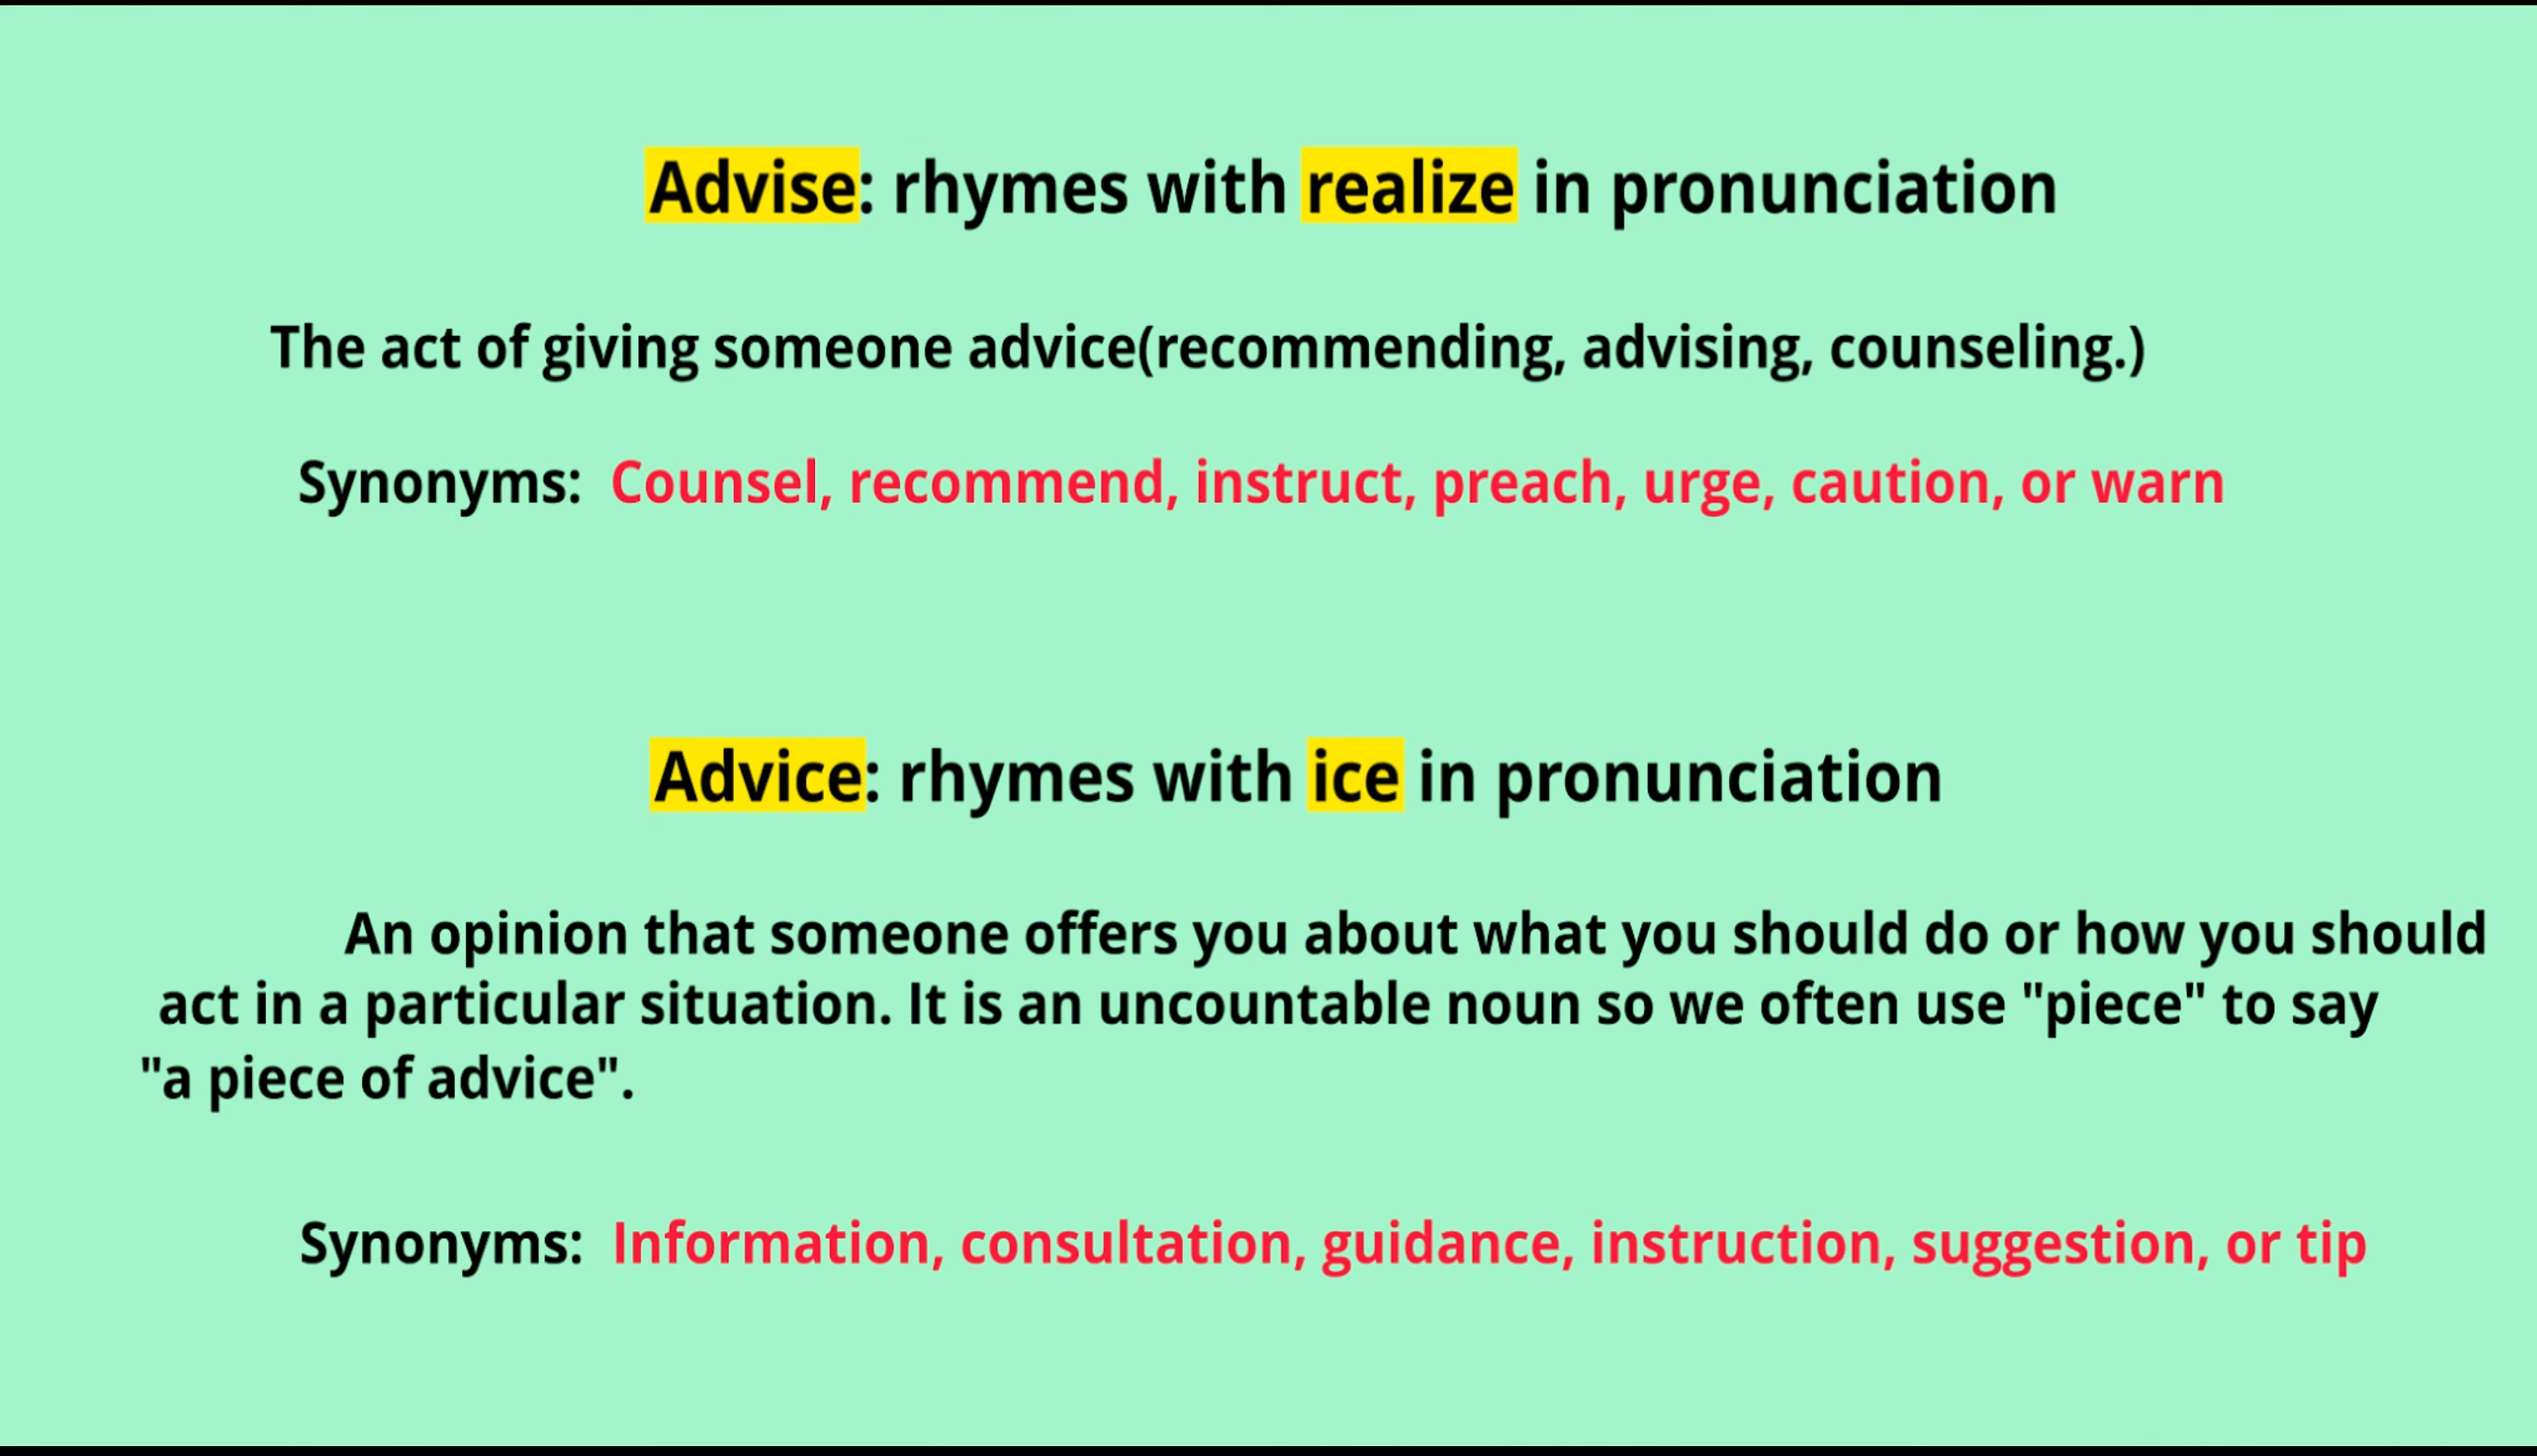 Advise: rhymes with realize in pronunciation
The act of giving someone advice(recommending, advising, counseling.)
Synonyms: Counsel, recommend, instruct, preach, urge, caution, or warn
Advice: rhymes with ice in pronunciation
An opinion that someone offers you about what you should do or how you should
act in a particular situation. It is an uncountable noun so we often use "piece" to say
"a piece of advice".
Synonyms: Information, consultation, guidance, instruction, suggestion, or tip